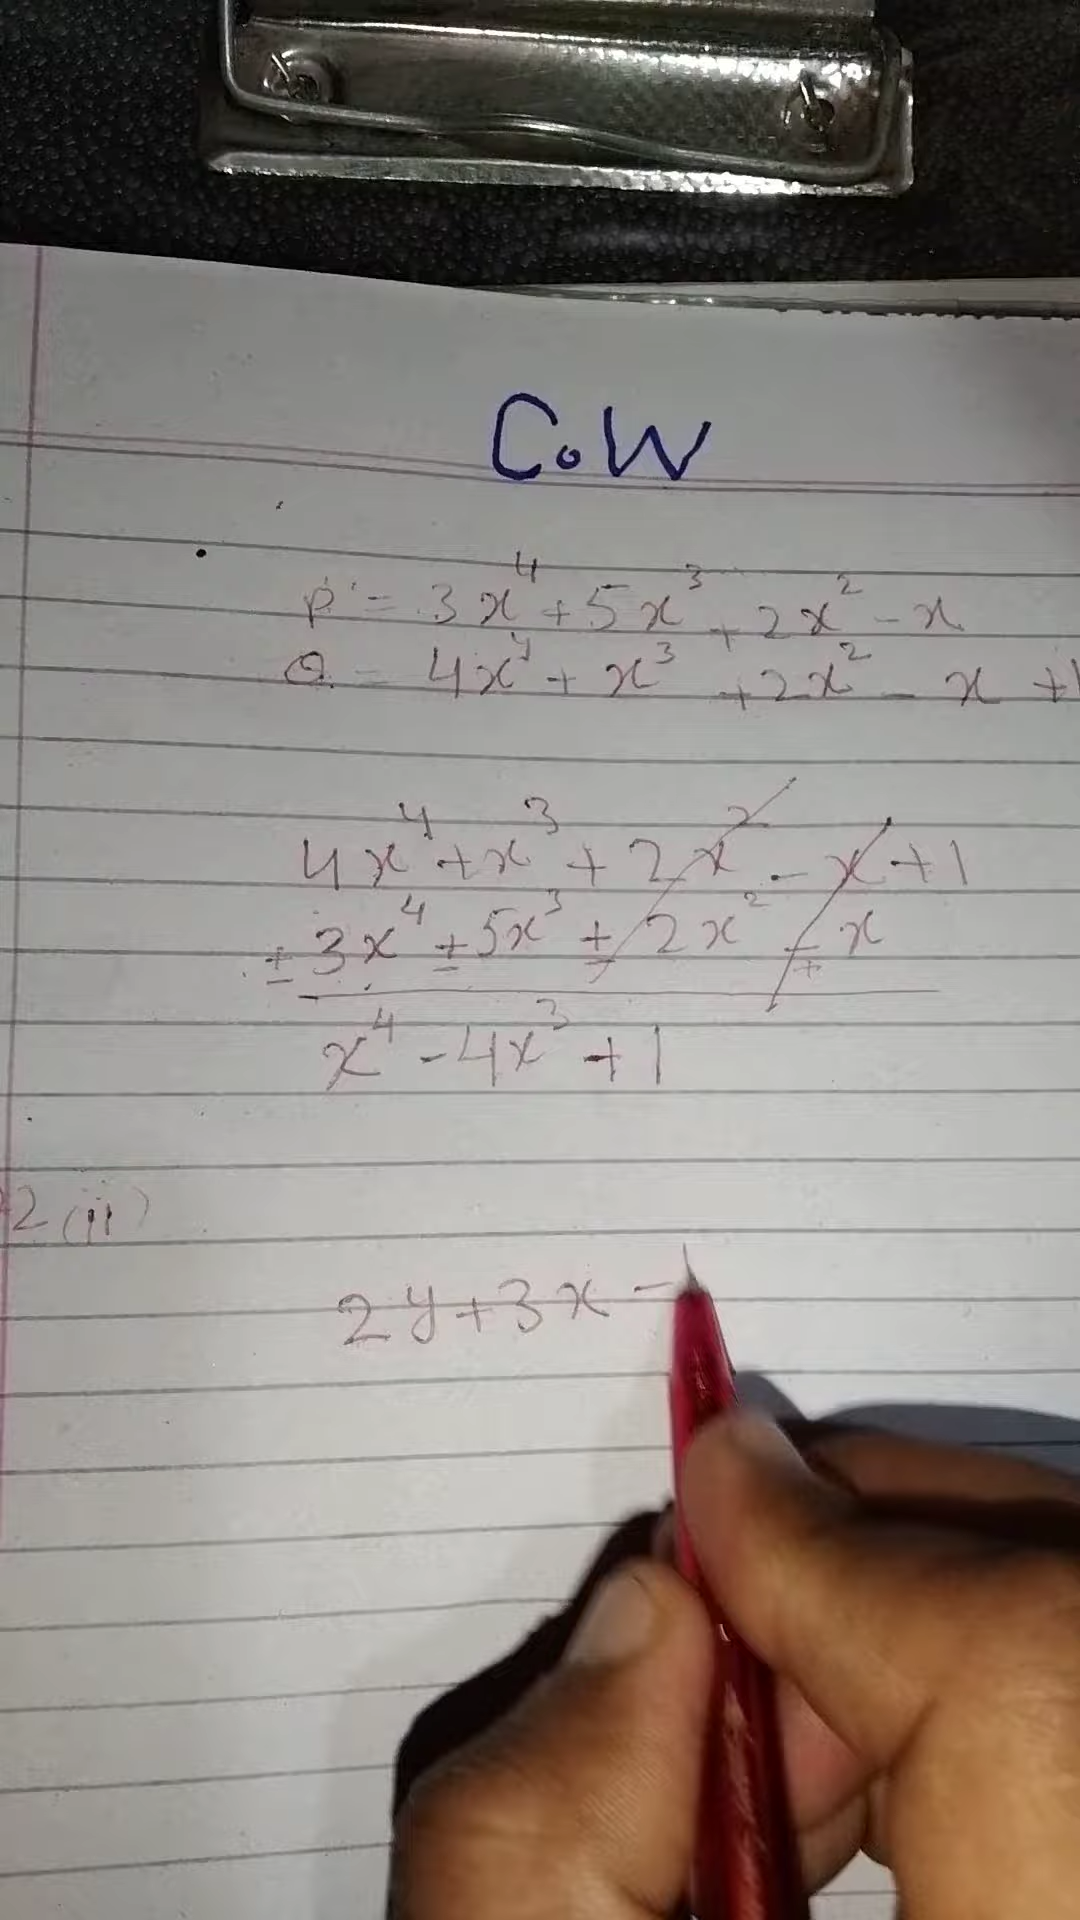 C.W
P = 3x⁴ + 5x³ + 2x² - x
Q = 4x⁴ + x³ + 2x² - x + 1
4x⁴ + x³ + 2x² - x + 1
± 3x⁴ ± 5x³ ± 2x² ∓ x
x⁴ - 4x³ + 1
2 (ii)
2y + 3x -